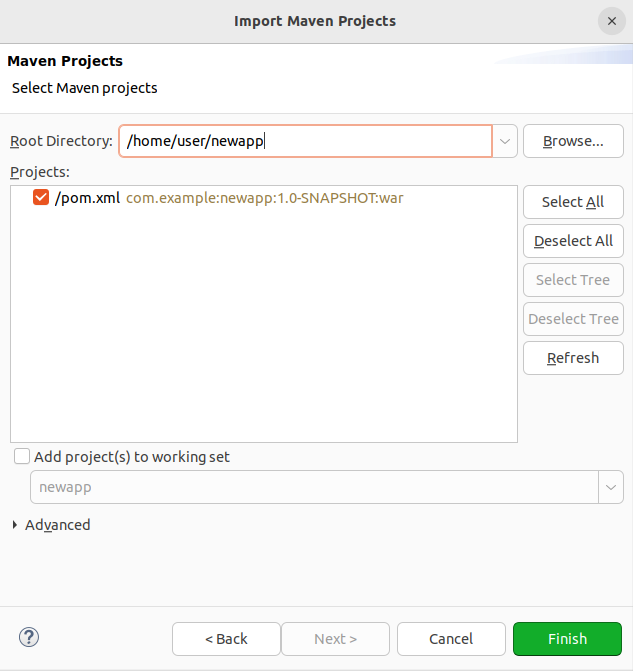 Import Maven Projects
Maven Projects
Select Maven projects
Root Directory: /home/user/newapp Browse...
Projects:
/pom.xml com.example:newapp:1.0-SNAPSHOT:war
Select All
Deselect All
Select Tree
Deselect Tree
Refresh
Add project(s) to working set
newapp
Advanced
? < Back Next > Cancel Finish